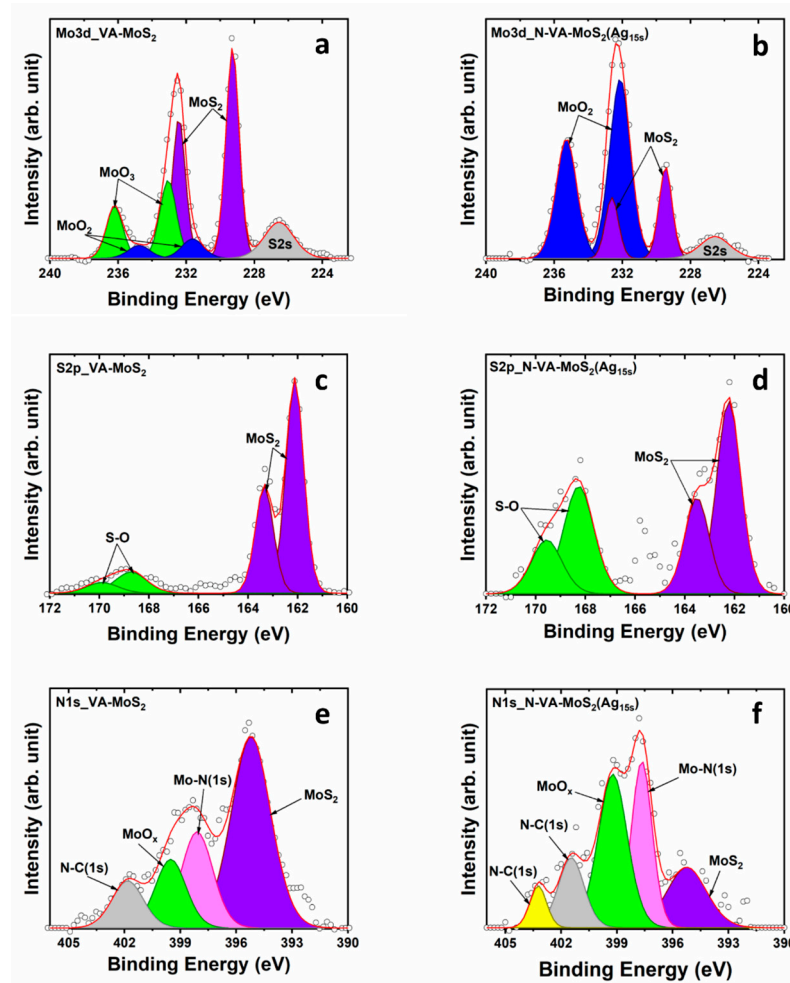 Mo3d_VA-MoS₂
a
MoS₂
MoO₃
MoO₂
S2s
240 236 232 228 224
Binding Energy (eV)
Intensity (arb. unit)
Mo3d_N-VA-MoS₂(Ag₁₅ₛ)
b
MoO₂
MoS₂
S2s
240 236 232 228 224
Binding Energy (eV)
Intensity (arb. unit)
S2p_VA-MoS₂
c
MoS₂
S-O
172 170 168 166 164 162 160
Binding Energy (eV)
Intensity (arb. unit)
S2p_N-VA-MoS₂(Ag₁₅ₛ)
d
MoS₂
S-O
172 170 168 166 164 162 160
Binding Energy (eV)
Intensity (arb. unit)
N1s_VA-MoS₂
e
Mo-N(1s)
MoS₂
MoOₓ
N-C(1s)
405 402 399 396 393 390
Binding Energy (eV)
Intensity (arb. unit)
N1s_N-VA-MoS₂(Ag₁₅ₛ)
f
Mo-N(1s)
MoOₓ
N-C(1s)
N-C(1s)
MoS₂
405 402 399 396 393 390
Binding Energy (eV)
Intensity (arb. unit)